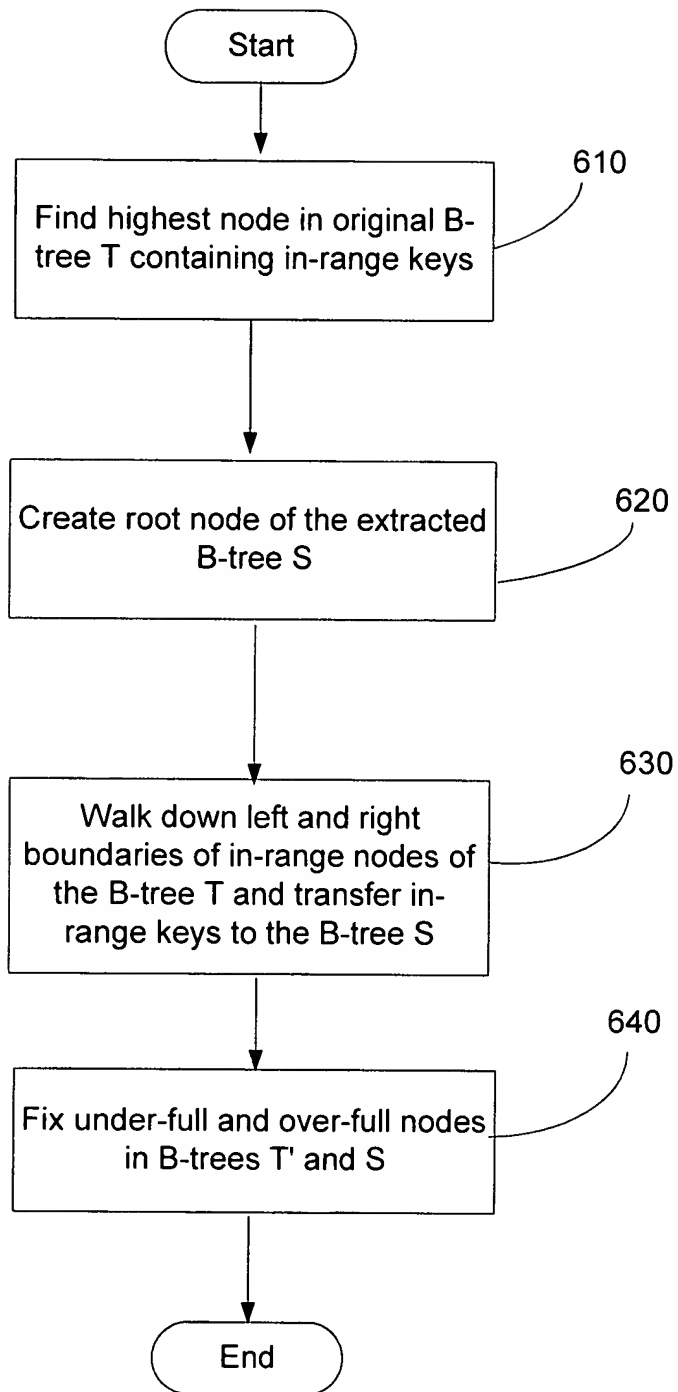 Start
610
Find highest node in original B-
tree T containing in-range keys
620
Create root node of the extracted
B-tree S
630
Walk down left and right
boundaries of in-range nodes of
the B-tree T and transfer in-
range keys to the B-tree S
640
Fix under-full and over-full nodes
in B-trees T' and S
End